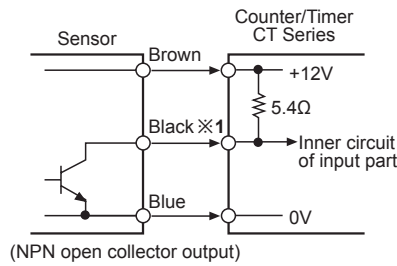 Counter/Timer
CT Series
Sensor
Brown
+12V
5.4Ω
Black ※1
Inner circuit
of input part
Blue
0V
(NPN open collector output)